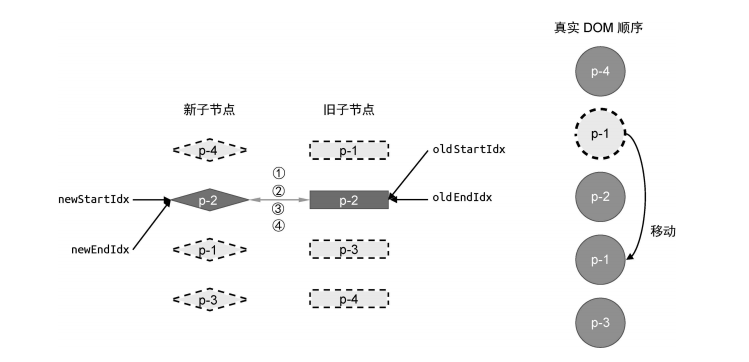 真实 DOM 顺序
p-4
新子节点
旧子节点
p-4
p-1
oldStartIdx
p-1
①
newStartIdx
p-2
②
p-2
oldEndIdx
p-2
③
④
newEndIdx
p-1
p-3
移动
p-1
p-3
p-4
p-3